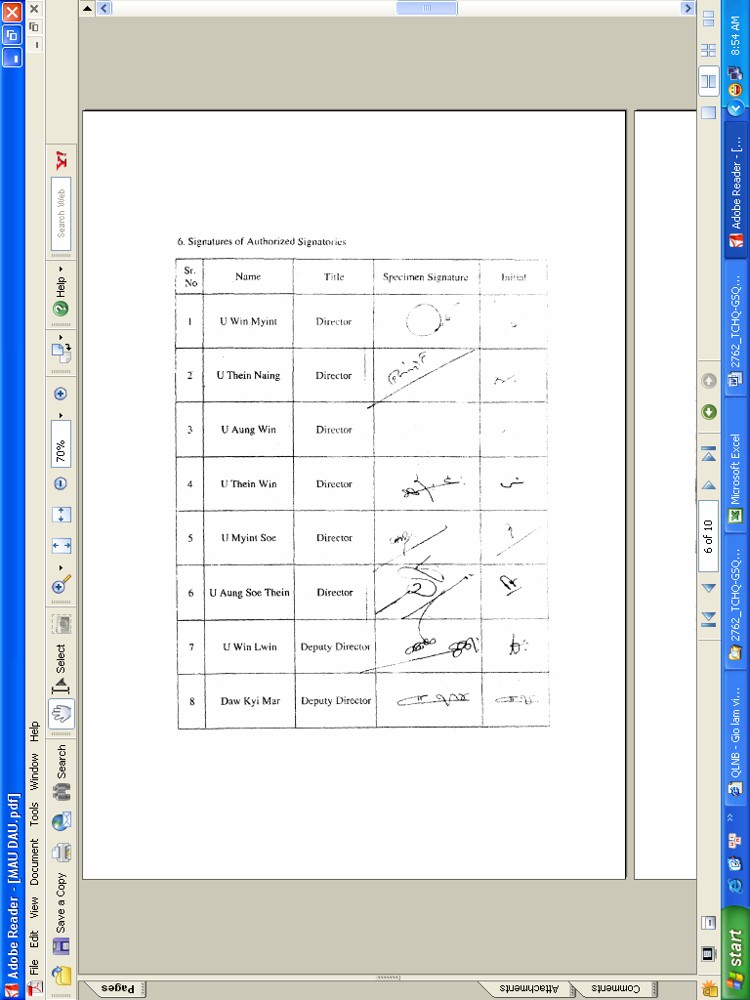 Adobe Reader - [MAU DAU.pdf]
File Edit View Document Tools Window Help
Save a Copy Search Select 70% Help Search Web Y!
Pages
Attachments
Comments
6. Signatures of Authorized Signatories
Sr. No Name Title Specimen Signature Initial
1 U Win Myint Director
2 U Thein Naing Director
3 U Aung Win Director
4 U Thein Win Director
5 U Myint Soe Director
6 U Aung Soe Thein Director
7 U Win Lwin Deputy Director
8 Daw Kyi Mar Deputy Director
6 of 10
start
QLNB - Gio lam vi...
2762_TCHQ-GSQ...
Microsoft Excel
2762_TCHQ-GSQ...
Adobe Reader - [...
8:54 AM